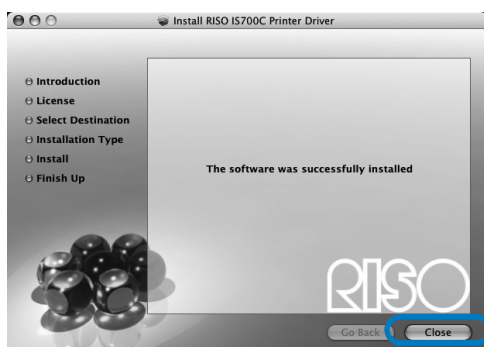 Install RISO IS700C Printer Driver
Introduction
License
Select Destination
Installation Type
Install
Finish Up
The software was successfully installed
RISO
Go Back
Close